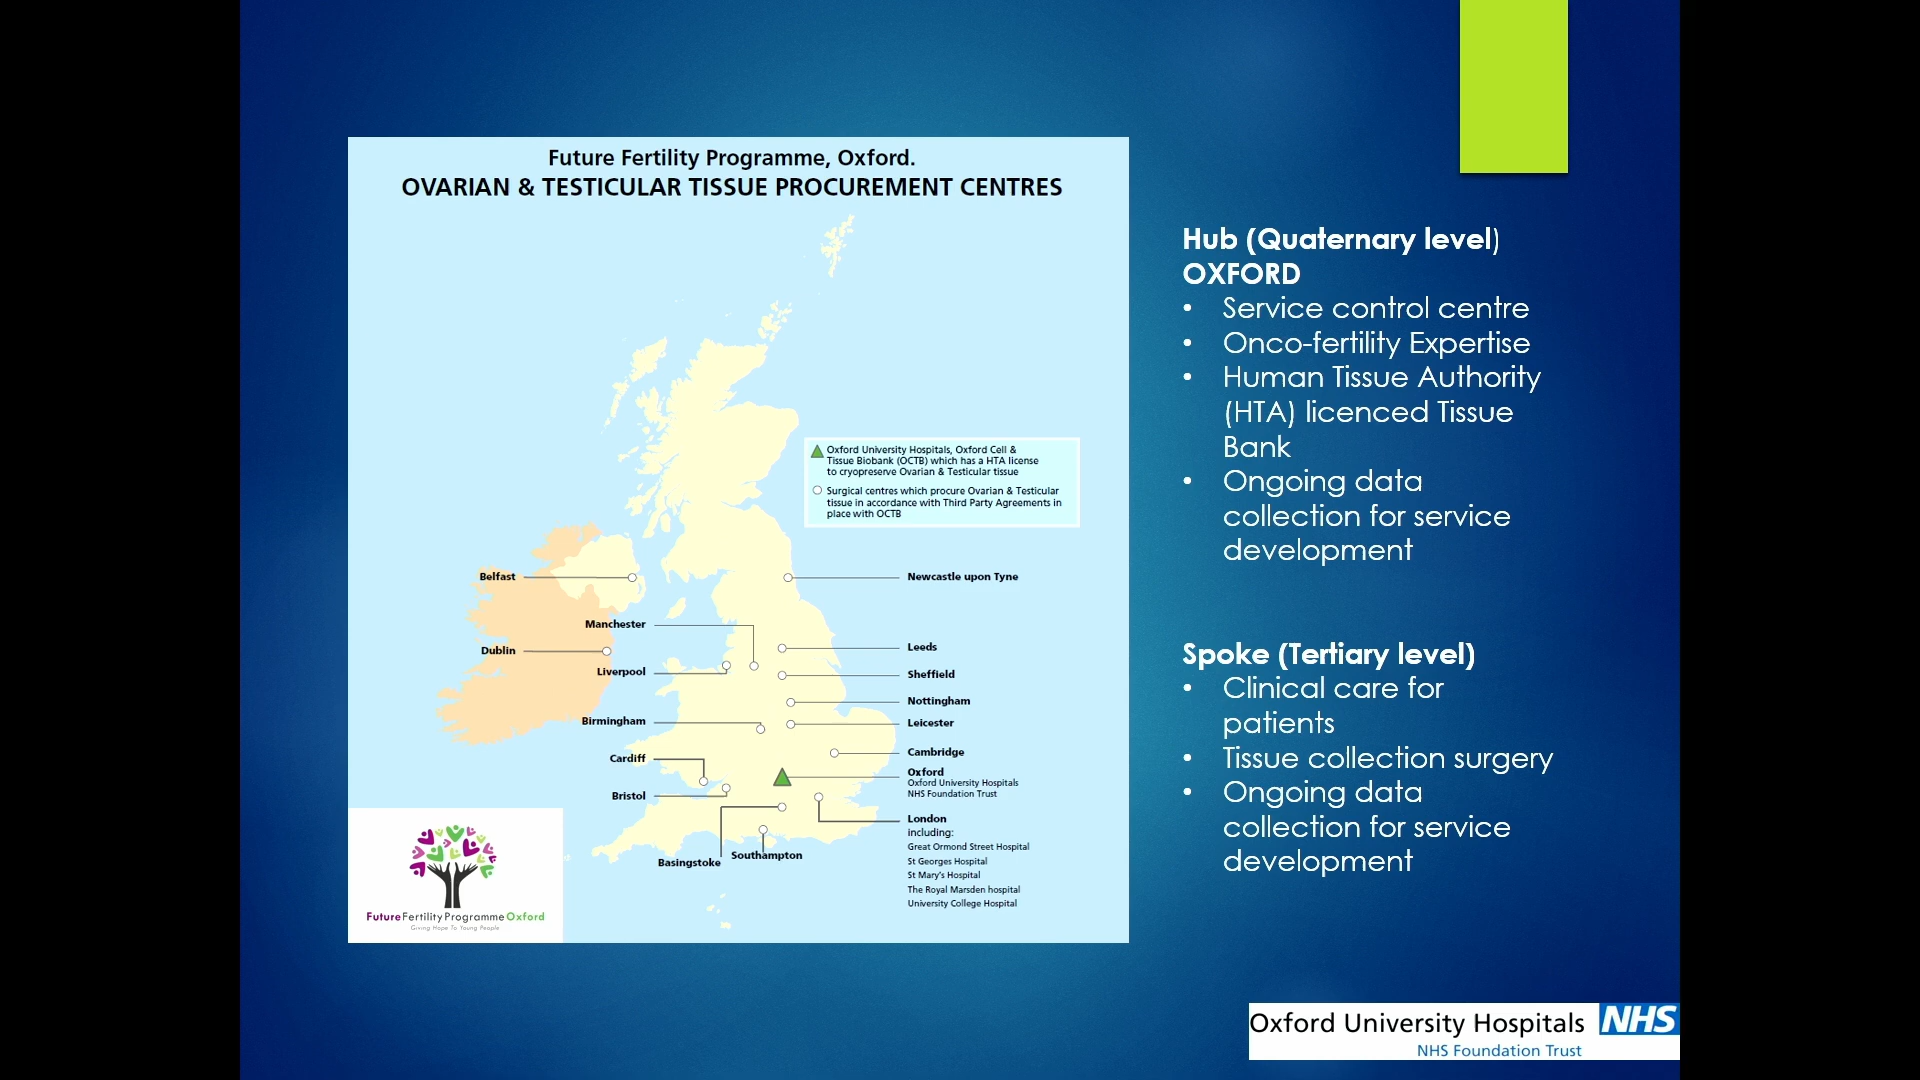 Future Fertility Programme, Oxford.
OVARIAN & TESTICULAR TISSUE PROCUREMENT CENTRES
Oxford University Hospitals, Oxford Cell &
Tissue Biobank (OCTB) which has a HTA license
to cryopreserve Ovarian & Testicular tissue
Surgical centres which procure Ovarian & Testicular
tissue in accordance with Third Party Agreements in
place with OCTB
Belfast
Newcastle upon Tyne
Manchester
Dublin
Leeds
Liverpool
Sheffield
Nottingham
Birmingham
Leicester
Cardiff
Cambridge
Oxford
Oxford University Hospitals
NHS Foundation Trust
Bristol
London
including:
Great Ormond Street Hospital
St Georges Hospital
St Mary's Hospital
The Royal Marsden hospital
University College Hospital
Basingstoke
Southampton
FutureFertilityProgrammeOxford
Giving Hope To Young People
Hub (Quaternary level)
OXFORD
• Service control centre
• Onco-fertility Expertise
• Human Tissue Authority
(HTA) licenced Tissue
Bank
• Ongoing data
collection for service
development
Spoke (Tertiary level)
• Clinical care for
patients
• Tissue collection surgery
• Ongoing data
collection for service
development
Oxford University Hospitals NHS
NHS Foundation Trust